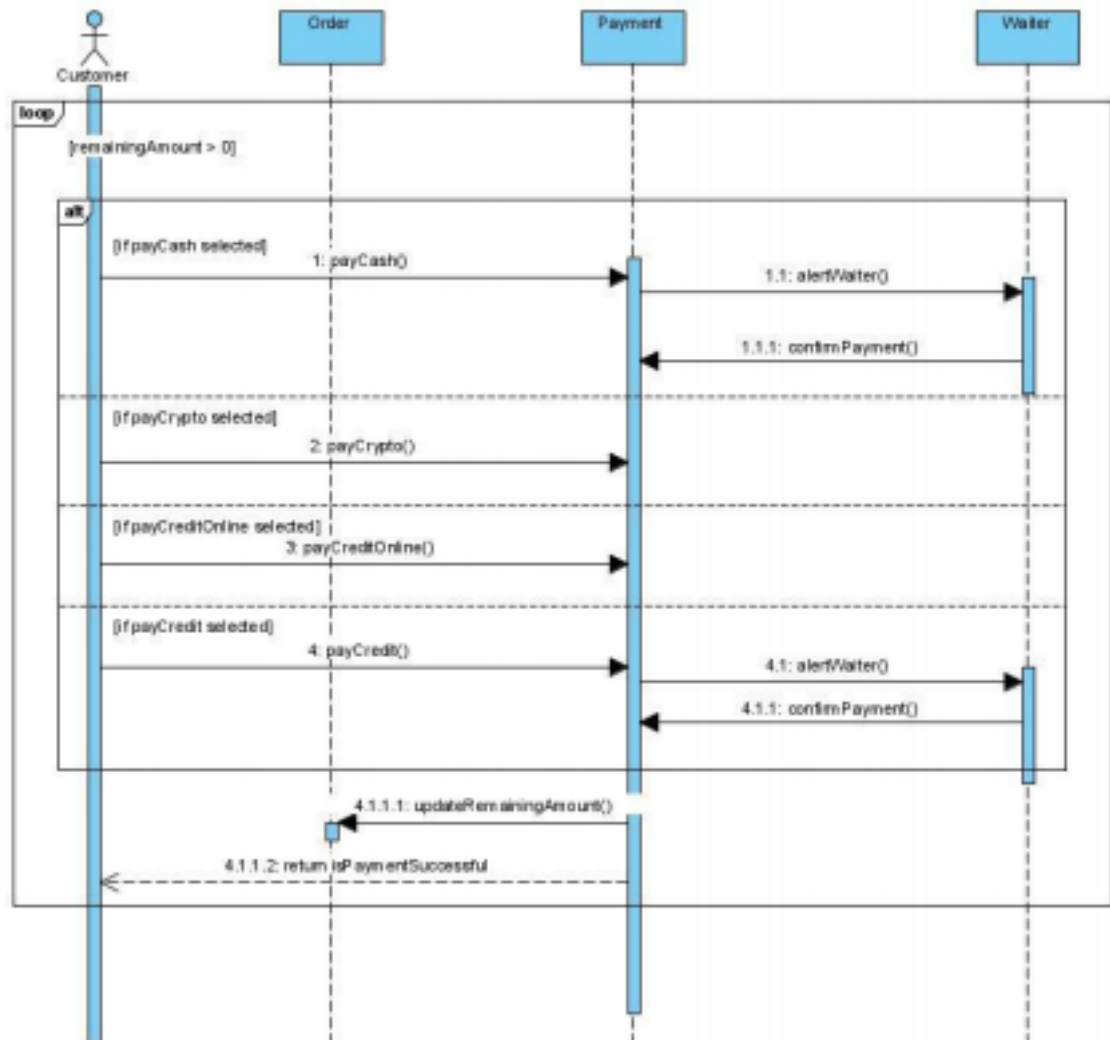 Order
Payment
Waiter
Customer
loop
[remainingAmount > 0]
alt
[if payCash selected]
1: payCash()
1.1: alertWaiter()
1.1.1: confirmPayment()
[if payCrypto selected]
2: payCrypto()
[if payCreditOnline selected]
3: payCreditOnline()
[if payCredit selected]
4: payCredit()
4.1: alertWaiter()
4.1.1: confirmPayment()
4.1.1.1: updateRemainingAmount()
4.1.1.2: return isPaymentSuccessful